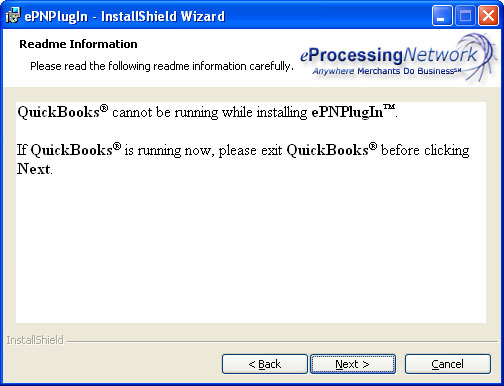 ePNPlugIn - InstallShield Wizard
Readme Information
Please read the following readme information carefully.
eProcessingNetwork
Anywhere Merchants Do Business℠
QuickBooks® cannot be running while installing ePNPlugIn™.
If QuickBooks® is running now, please exit QuickBooks® before clicking
Next.
InstallShield
< Back
Next >
Cancel